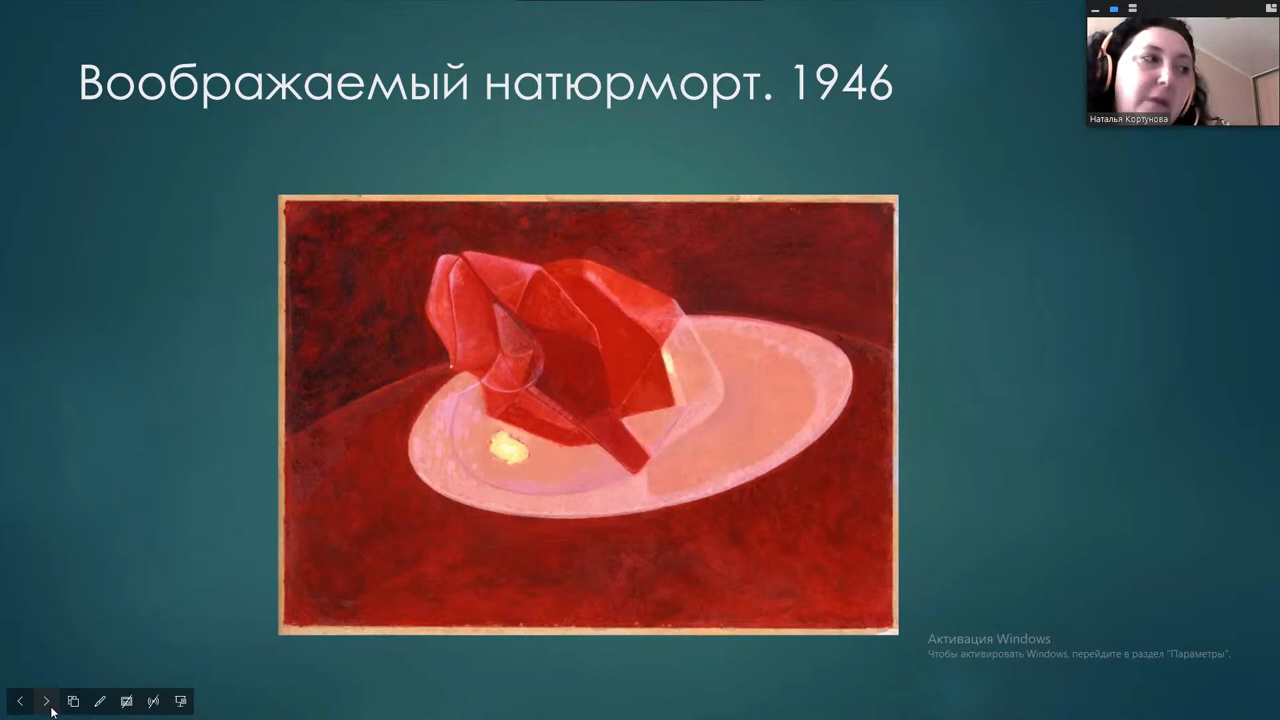 Воображаемый натюрморт. 1946
Наталья Кортунова
Активация Windows
Чтобы активировать Windows, перейдите в раздел "Параметры".